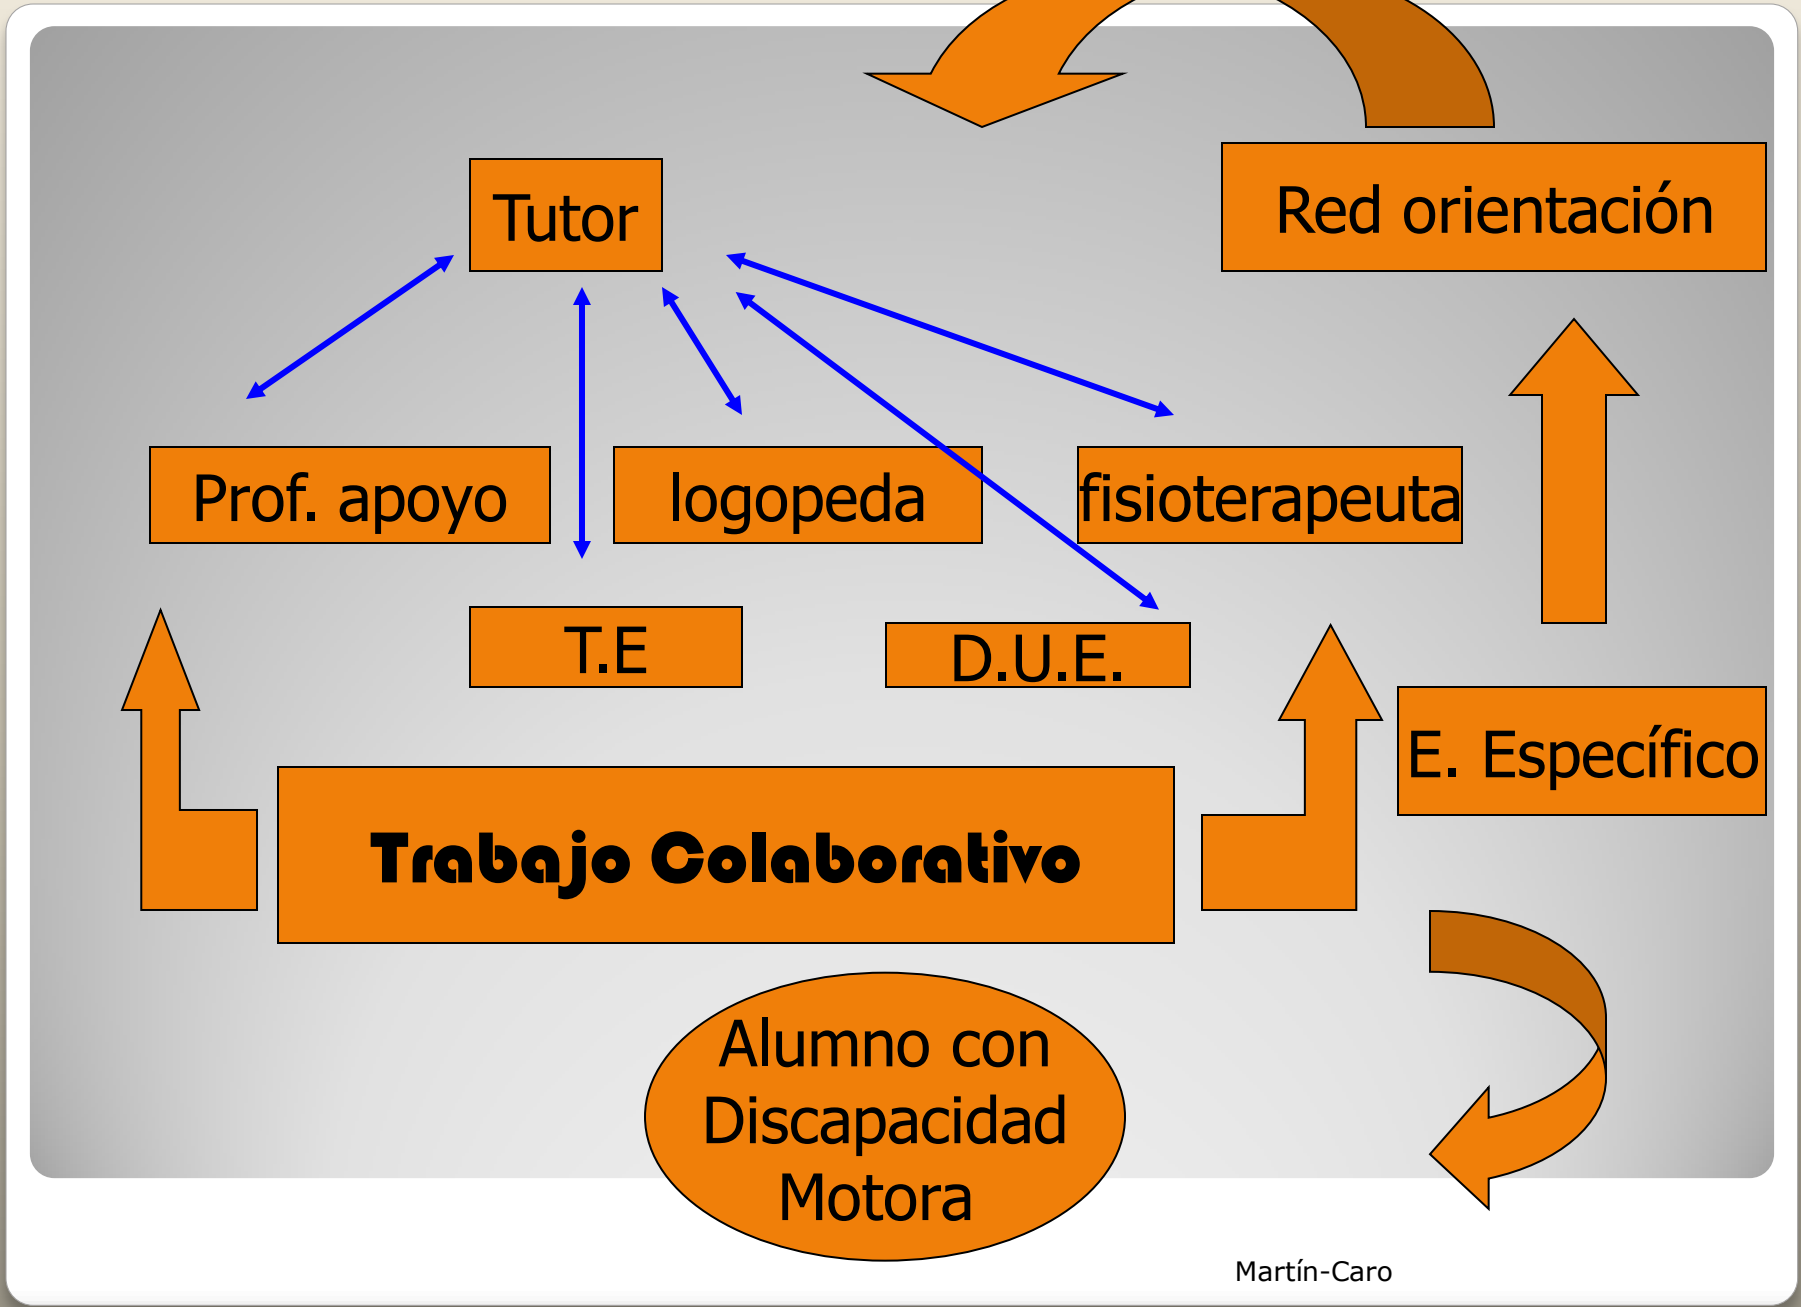 Tutor
Red orientación
Prof. apoyo
logopeda
fisioterapeuta
T.E
D.U.E.
E. Específico
Trabajo Colaborativo
Alumno con
Discapacidad
Motora
Martín-Caro